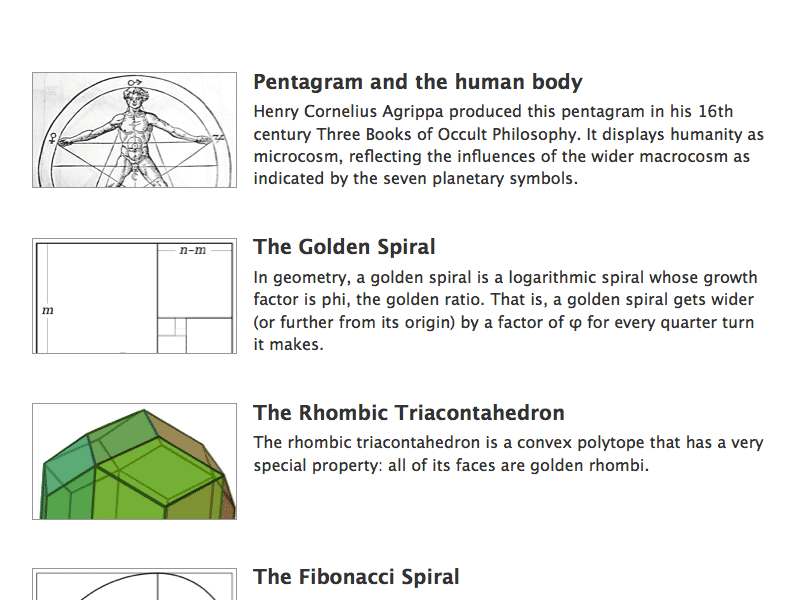 Pentagram and the human body
Henry Cornelius Agrippa produced this pentagram in his 16th
century Three Books of Occult Philosophy. It displays humanity as
microcosm, reflecting the influences of the wider macrocosm as
indicated by the seven planetary symbols.
n–m
m
The Golden Spiral
In geometry, a golden spiral is a logarithmic spiral whose growth
factor is phi, the golden ratio. That is, a golden spiral gets wider
(or further from its origin) by a factor of φ for every quarter turn
it makes.
The Rhombic Triacontahedron
The rhombic triacontahedron is a convex polytope that has a very
special property: all of its faces are golden rhombi.
The Fibonacci Spiral